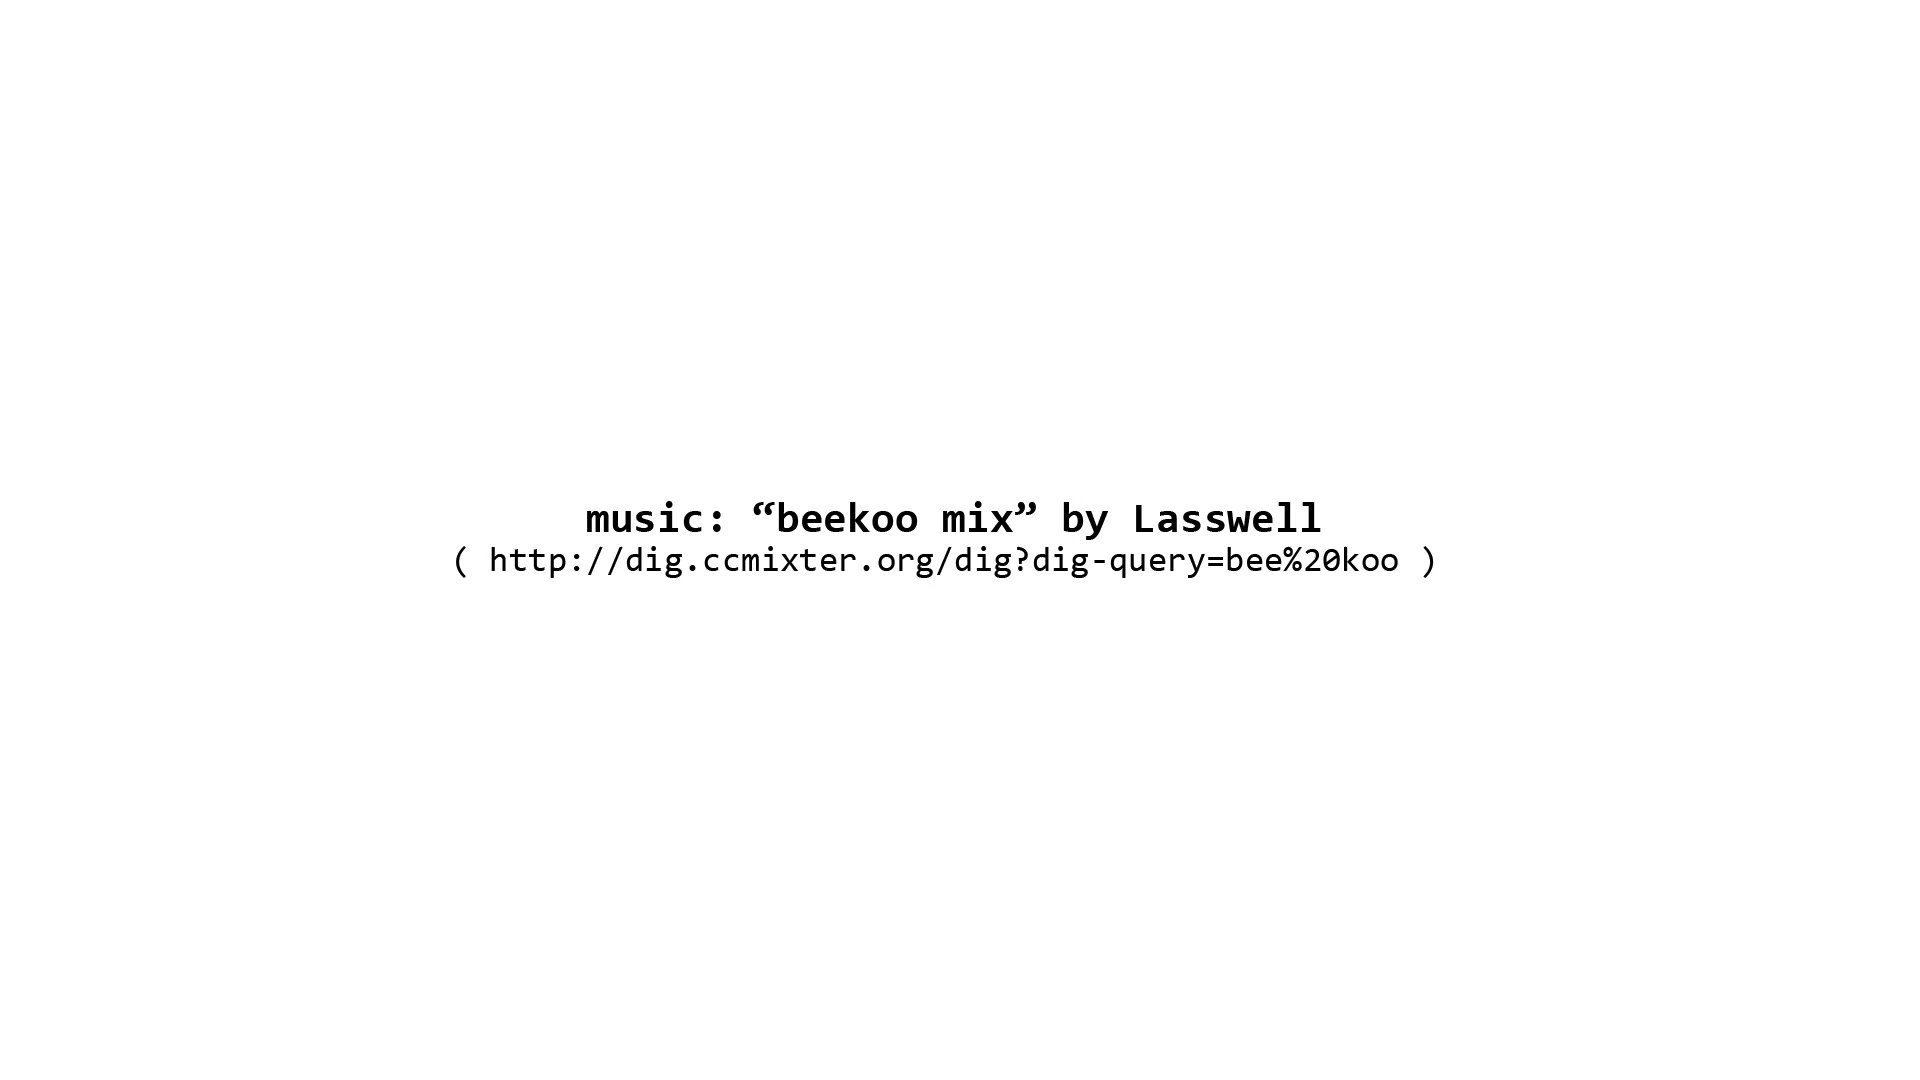 music: “beekoo mix” by Lasswell
( http://dig.ccmixter.org/dig?dig-query=bee%20koo )